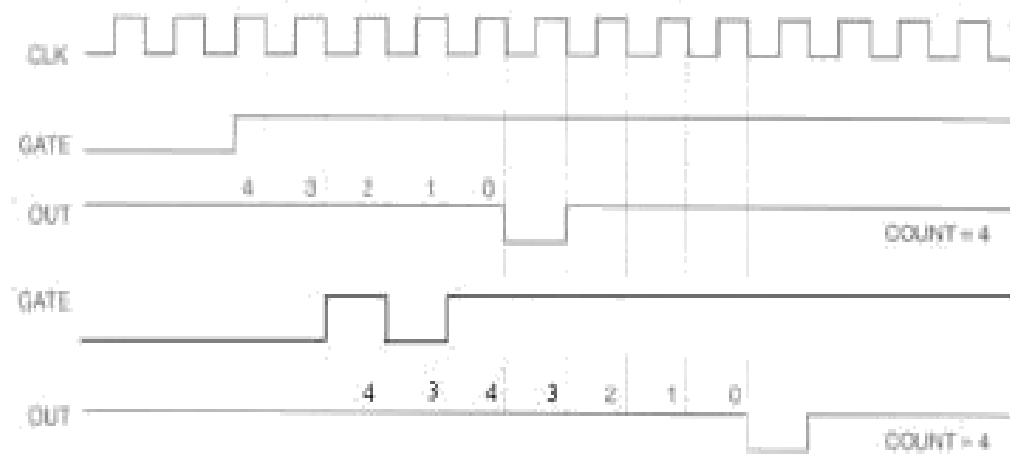 CLK
GATE
4 3 2 1 0
OUT
COUNT = 4
GATE
4 3 4 3 2 1 0
OUT
COUNT = 4